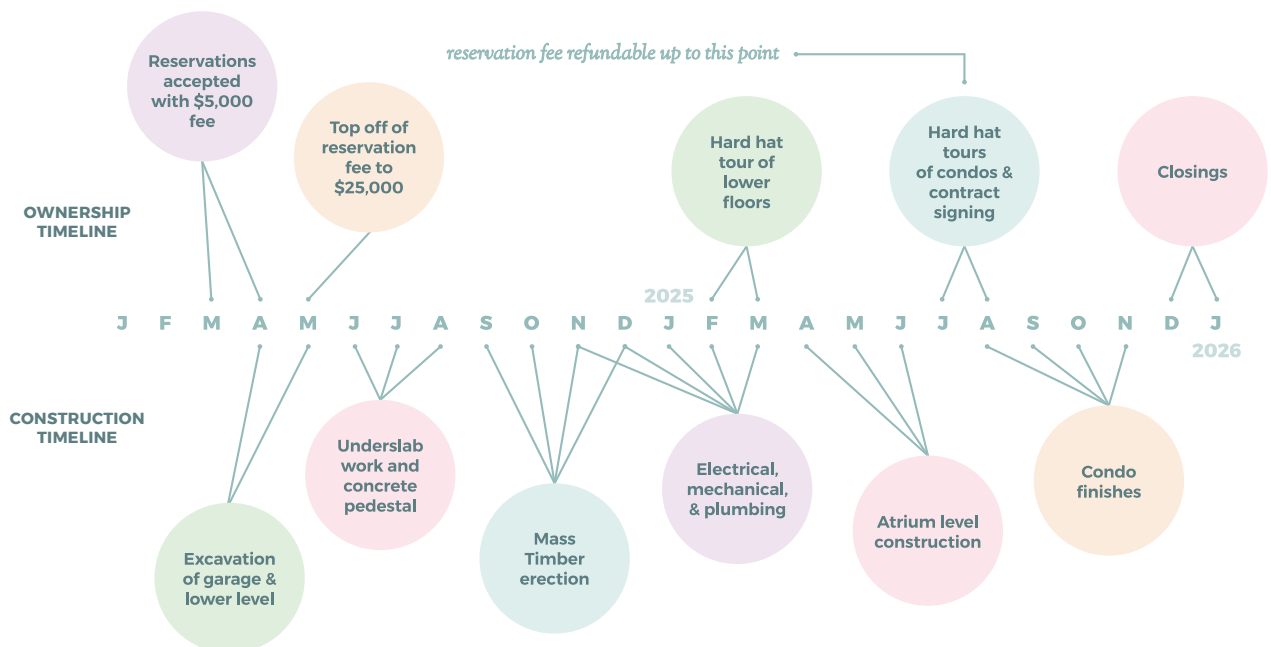 reservation fee refundable up to this point
Reservations
accepted
with $5,000
fee
Top off of
reservation
fee to
$25,000
Hard hat
tour of
lower
floors
Hard hat
tours
of condos &
contract
signing
Closings
OWNERSHIP
TIMELINE
2025
J F M A M J J A S O N D J F M A M J J A S O N D J
2026
CONSTRUCTION
TIMELINE
Excavation
of garage &
lower level
Underslab
work and
concrete
pedestal
Mass
Timber
erection
Electrical,
mechanical,
& plumbing
Atrium level
construction
Condo
finishes